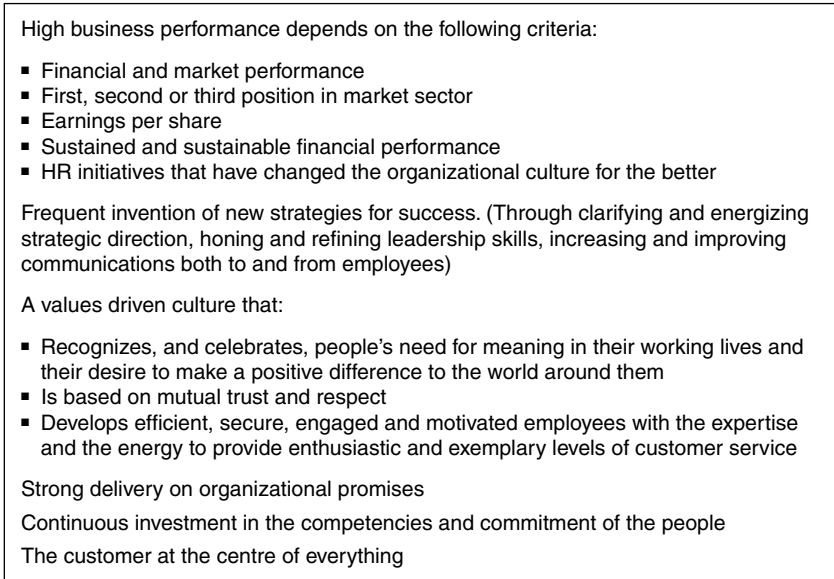 High business performance depends on the following criteria:
▪ Financial and market performance
▪ First, second or third position in market sector
▪ Earnings per share
▪ Sustained and sustainable financial performance
▪ HR initiatives that have changed the organizational culture for the better
Frequent invention of new strategies for success. (Through clarifying and energizing
strategic direction, honing and refining leadership skills, increasing and improving
communications both to and from employees)
A values driven culture that:
▪ Recognizes, and celebrates, people's need for meaning in their working lives and
their desire to make a positive difference to the world around them
▪ Is based on mutual trust and respect
▪ Develops efficient, secure, engaged and motivated employees with the expertise
and the energy to provide enthusiastic and exemplary levels of customer service
Strong delivery on organizational promises
Continuous investment in the competencies and commitment of the people
The customer at the centre of everything